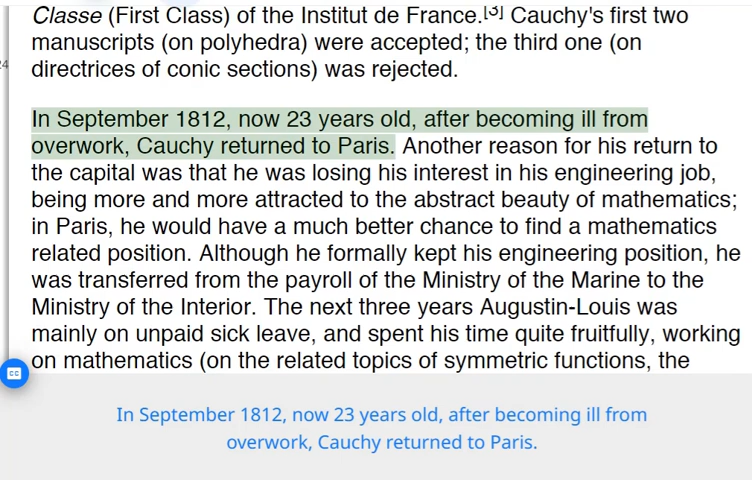 Classe (First Class) of the Institut de France.[3] Cauchy's first two
manuscripts (on polyhedra) were accepted; the third one (on
directrices of conic sections) was rejected.
24
In September 1812, now 23 years old, after becoming ill from
overwork, Cauchy returned to Paris. Another reason for his return to
the capital was that he was losing his interest in his engineering job,
being more and more attracted to the abstract beauty of mathematics;
in Paris, he would have a much better chance to find a mathematics
related position. Although he formally kept his engineering position, he
was transferred from the payroll of the Ministry of the Marine to the
Ministry of the Interior. The next three years Augustin-Louis was
mainly on unpaid sick leave, and spent his time quite fruitfully, working
on mathematics (on the related topics of symmetric functions, the
CC
In September 1812, now 23 years old, after becoming ill from
overwork, Cauchy returned to Paris.